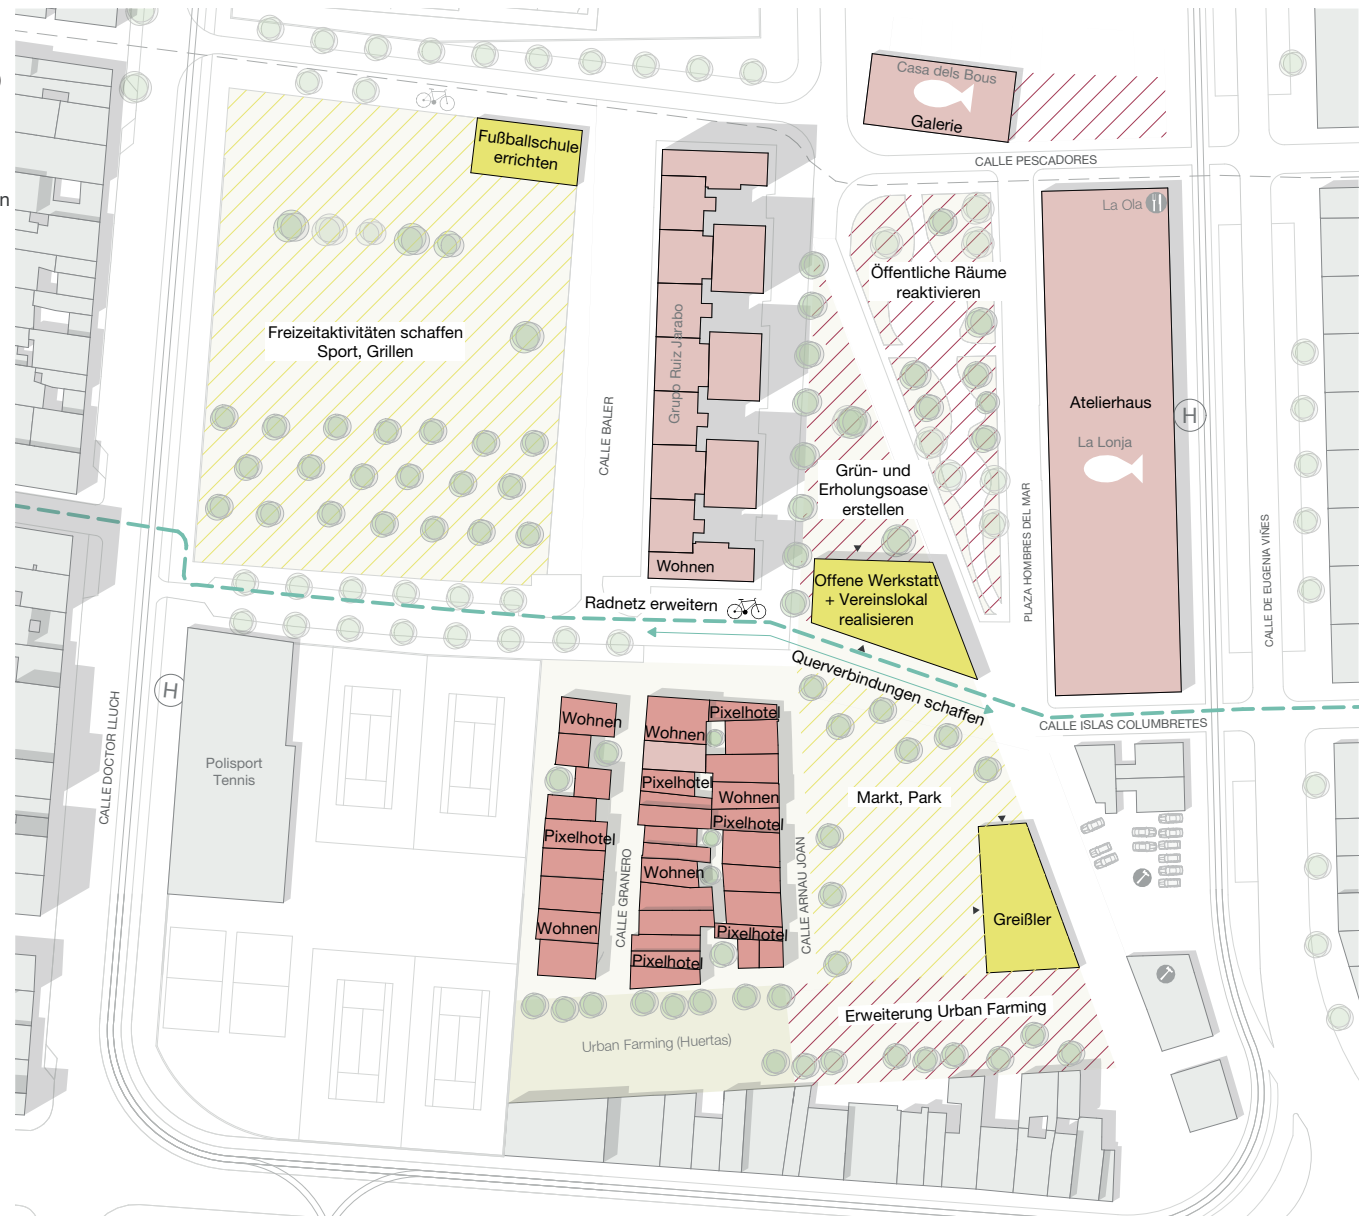 Casa dels Bous
Galerie
CALLE PESCADORES
Fußballschule
errichten
n
La Ola
Öffentliche Räume
reaktivieren
Freizeitaktivitäten schaffen
Sport, Grillen
Grupo Ruiz Jarabo
CALLE BALER
Atelierhaus
H
La Lonja
Grün- und
Erholungsoase
erstellen
PLAZA HOMBRES DEL MAR
CALLE DE EUGENIA VIÑES
Wohnen
Offene Werkstatt
+ Vereinslokal
realisieren
Radnetz erweitern
Querverbindungen schaffen
CALLE ISLAS COLUMBRETES
H
CALLE DOCTOR LLUCH
Polisport
Tennis
Wohnen
Pixelhotel
Wohnen
Pixelhotel
Wohnen
Pixelhotel
Pixelhotel
Wohnen
Wohnen
Pixelhotel
Pixelhotel
CALLE GRANERO
CALLE ARNAU JOAN
Markt, Park
Greißler
Erweiterung Urban Farming
Urban Farming (Huertas)